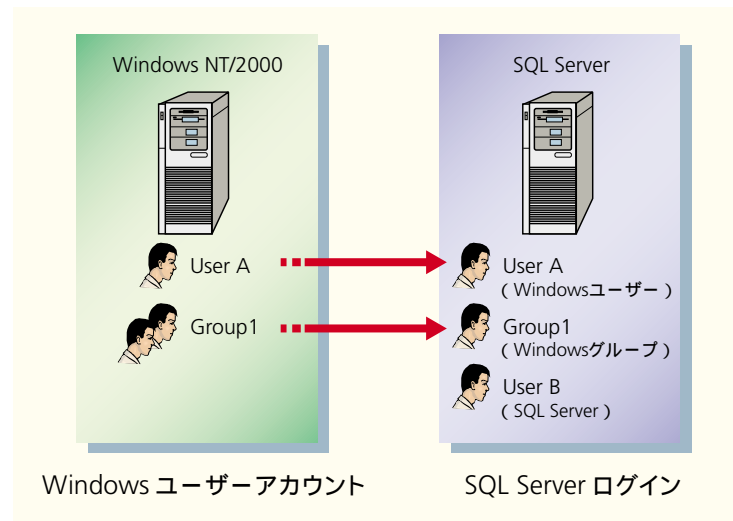 Windows NT/2000
User A
Group1
Windows ユーザーアカウント
SQL Server
User A
( Windowsユーザー )
Group1
( Windowsグループ )
User B
( SQL Server )
SQL Server ログイン